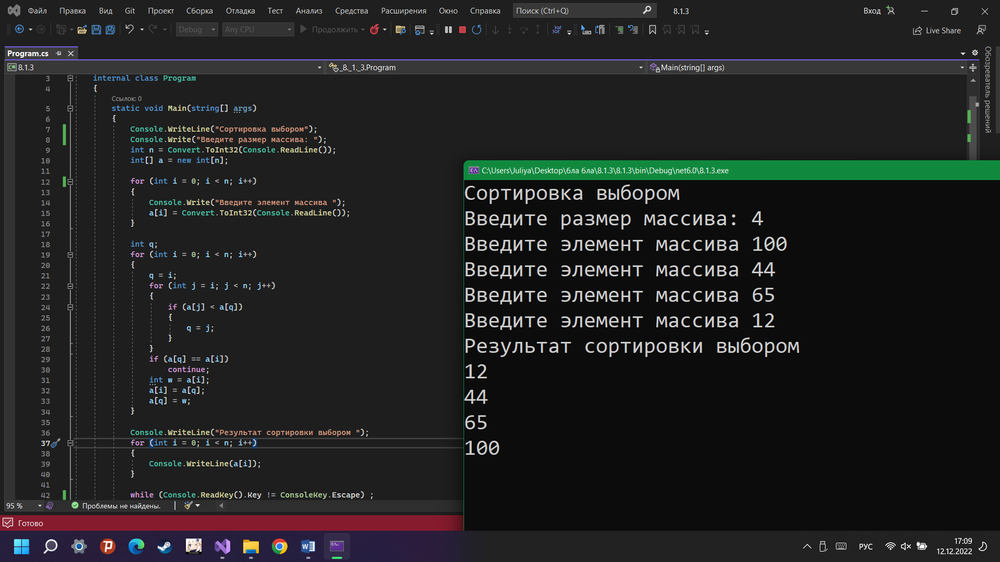 Файл Правка Вид Git Проект Сборка Отладка Тест Анализ Средства Расширения Окно Справка Поиск (Ctrl+Q) 8.1.3 Вход
Debug Any CPU Продолжить Live Share
Program.cs
C# 8.1.3 _8._1._3.Program Main(string[] args)
Обозреватель решений
3 internal class Program
4 {
Ссылок: 0
5 static void Main(string[] args)
6 {
7 Console.WriteLine("Сортировка выбором");
8 Console.Write("Введите размер массива: ");
9 int n = Convert.ToInt32(Console.ReadLine());
10 int[] a = new int[n];
11
12 for (int i = 0; i < n; i++)
13 {
14 Console.Write("Введите элемент массива ");
15 a[i] = Convert.ToInt32(Console.ReadLine());
16 }
17
18 int q;
19 for (int i = 0; i < n; i++)
20 {
21 q = i;
22 for (int j = i; j < n; j++)
23 {
24 if (a[j] < a[q])
25 {
26 q = j;
27 }
28 }
29 if (a[q] == a[i])
30 continue;
31 int w = a[i];
32 a[i] = a[q];
33 a[q] = w;
34 }
35
36 Console.WriteLine("Результат сортировки выбором ");
37 for (int i = 0; i < n; i++)
38 {
39 Console.WriteLine(a[i]);
40 }
41
42 while (Console.ReadKey().Key != ConsoleKey.Escape) ;
95 % Проблемы не найдены.
Готово
C:\Users\Juliya\Desktop\бла бла\8.1.3\8.1.3\bin\Debug\net6.0\8.1.3.exe
Сортировка выбором
Введите размер массива: 4
Введите элемент массива 100
Введите элемент массива 44
Введите элемент массива 65
Введите элемент массива 12
Результат сортировки выбором
12
44
65
100
РУС 17:09
12.12.2022